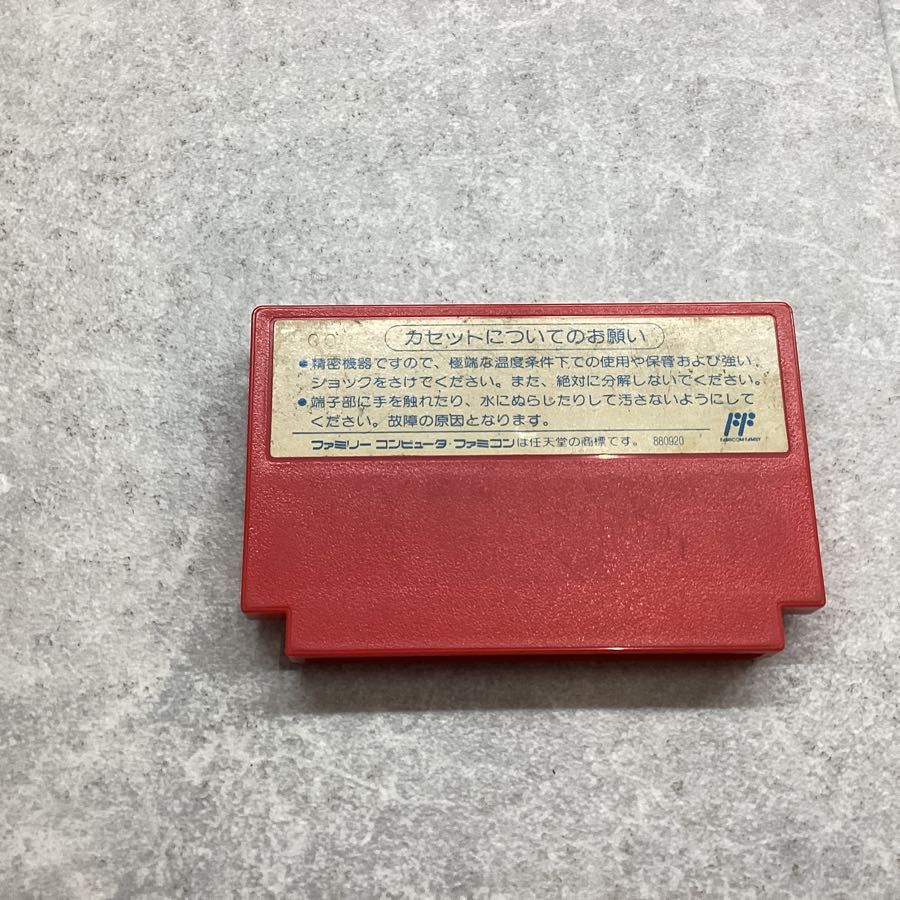 カセットについてのお願い
●精密機器ですので、極端な温度条件下での使用や保管および強い
ショックをさけてください。また、絶対に分解しないでください。
●端子部に手を触れたり、水にぬらしたりして汚さないようにして
ください。故障の原因となります。
FAMICOM FAMILY
ファミリーコンピュータ・ファミコンは任天堂の商標です。 880920